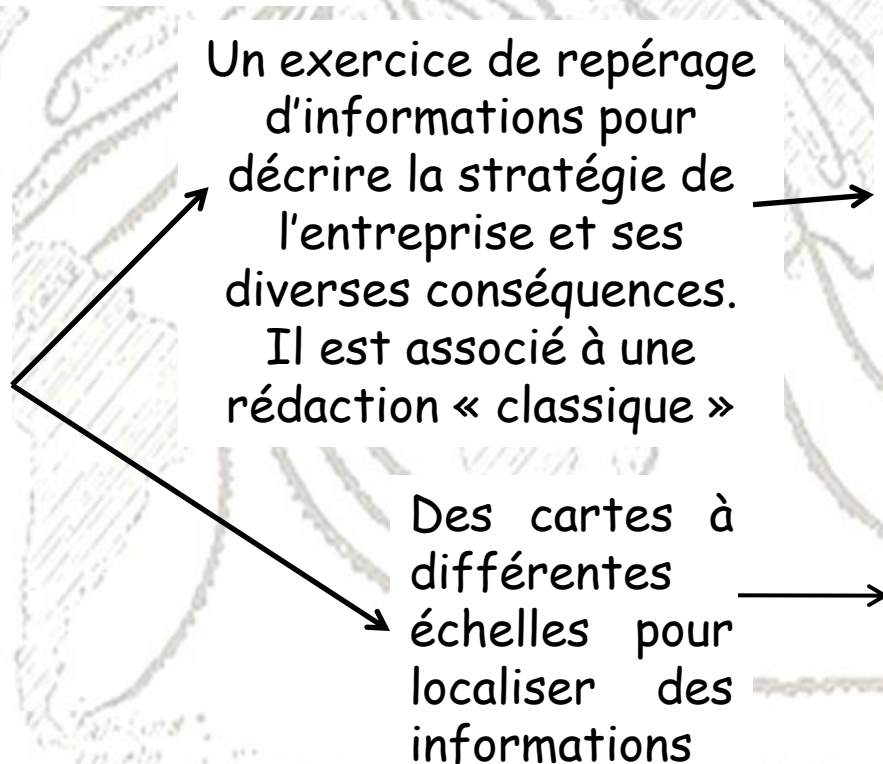 Un exercice de repérage
d'informations pour
décrire la stratégie de
l'entreprise et ses
diverses conséquences.
Il est associé à une
rédaction « classique »
Des cartes à
différentes
échelles pour
localiser des
informations